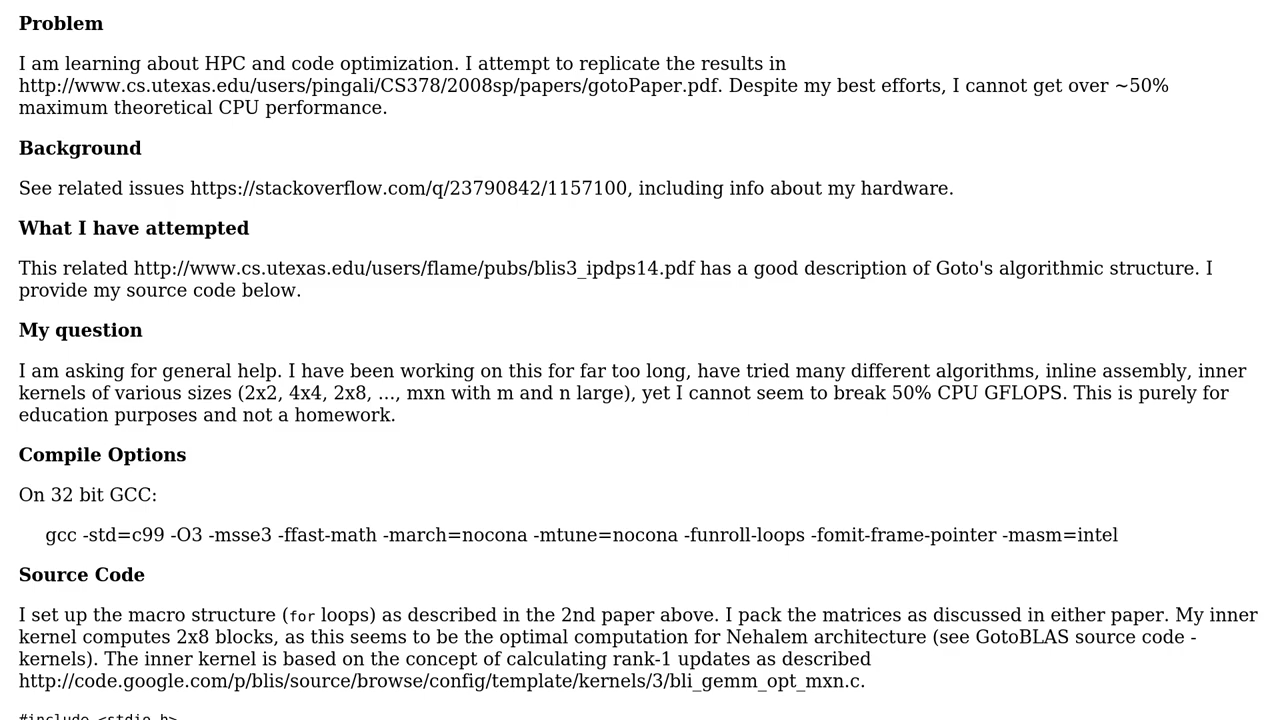 Problem
I am learning about HPC and code optimization. I attempt to replicate the results in
http://www.cs.utexas.edu/users/pingali/CS378/2008sp/papers/gotoPaper.pdf. Despite my best efforts, I cannot get over ~50%
maximum theoretical CPU performance.
Background
See related issues https://stackoverflow.com/q/23790842/1157100, including info about my hardware.
What I have attempted
This related http://www.cs.utexas.edu/users/flame/pubs/blis3_ipdps14.pdf has a good description of Goto's algorithmic structure. I
provide my source code below.
My question
I am asking for general help. I have been working on this for far too long, have tried many different algorithms, inline assembly, inner
kernels of various sizes (2x2, 4x4, 2x8, ..., mxn with m and n large), yet I cannot seem to break 50% CPU GFLOPS. This is purely for
education purposes and not a homework.
Compile Options
On 32 bit GCC:
gcc -std=c99 -O3 -msse3 -ffast-math -march=nocona -mtune=nocona -funroll-loops -fomit-frame-pointer -masm=intel
Source Code
I set up the macro structure (for loops) as described in the 2nd paper above. I pack the matrices as discussed in either paper. My inner
kernel computes 2x8 blocks, as this seems to be the optimal computation for Nehalem architecture (see GotoBLAS source code -
kernels). The inner kernel is based on the concept of calculating rank-1 updates as described
http://code.google.com/p/blis/source/browse/config/template/kernels/3/bli_gemm_opt_mxn.c.
#include <stdio.h>